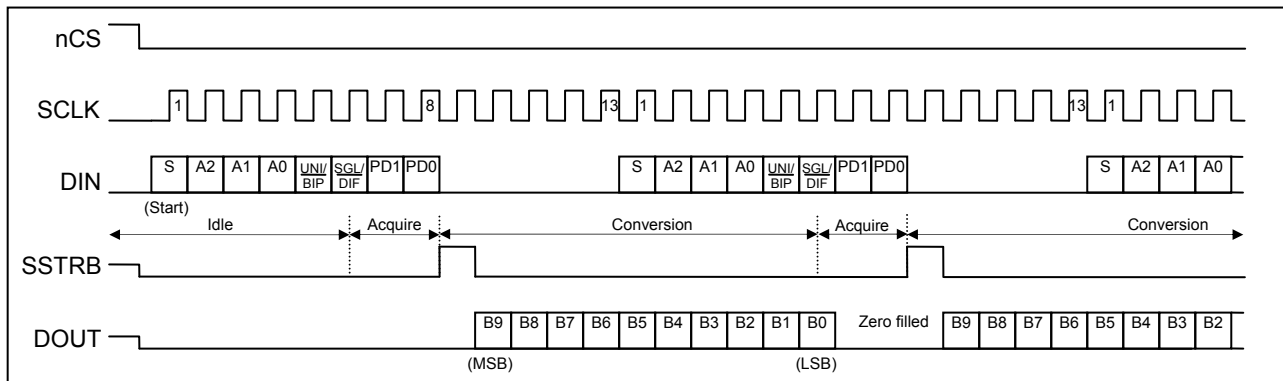 nCS
SCLK 1 8 13 1 13 1
DIN S A2 A1 A0 UNI/BIP SGL/DIF PD1 PD0 S A2 A1 A0 UNI/BIP SGL/DIF PD1 PD0 S A2 A1 A0
(Start)
Idle Acquire Conversion Acquire Conversion
SSTRB
DOUT B9 B8 B7 B6 B5 B4 B3 B2 B1 B0 Zero filled B9 B8 B7 B6 B5 B4 B3 B2
(MSB) (LSB)